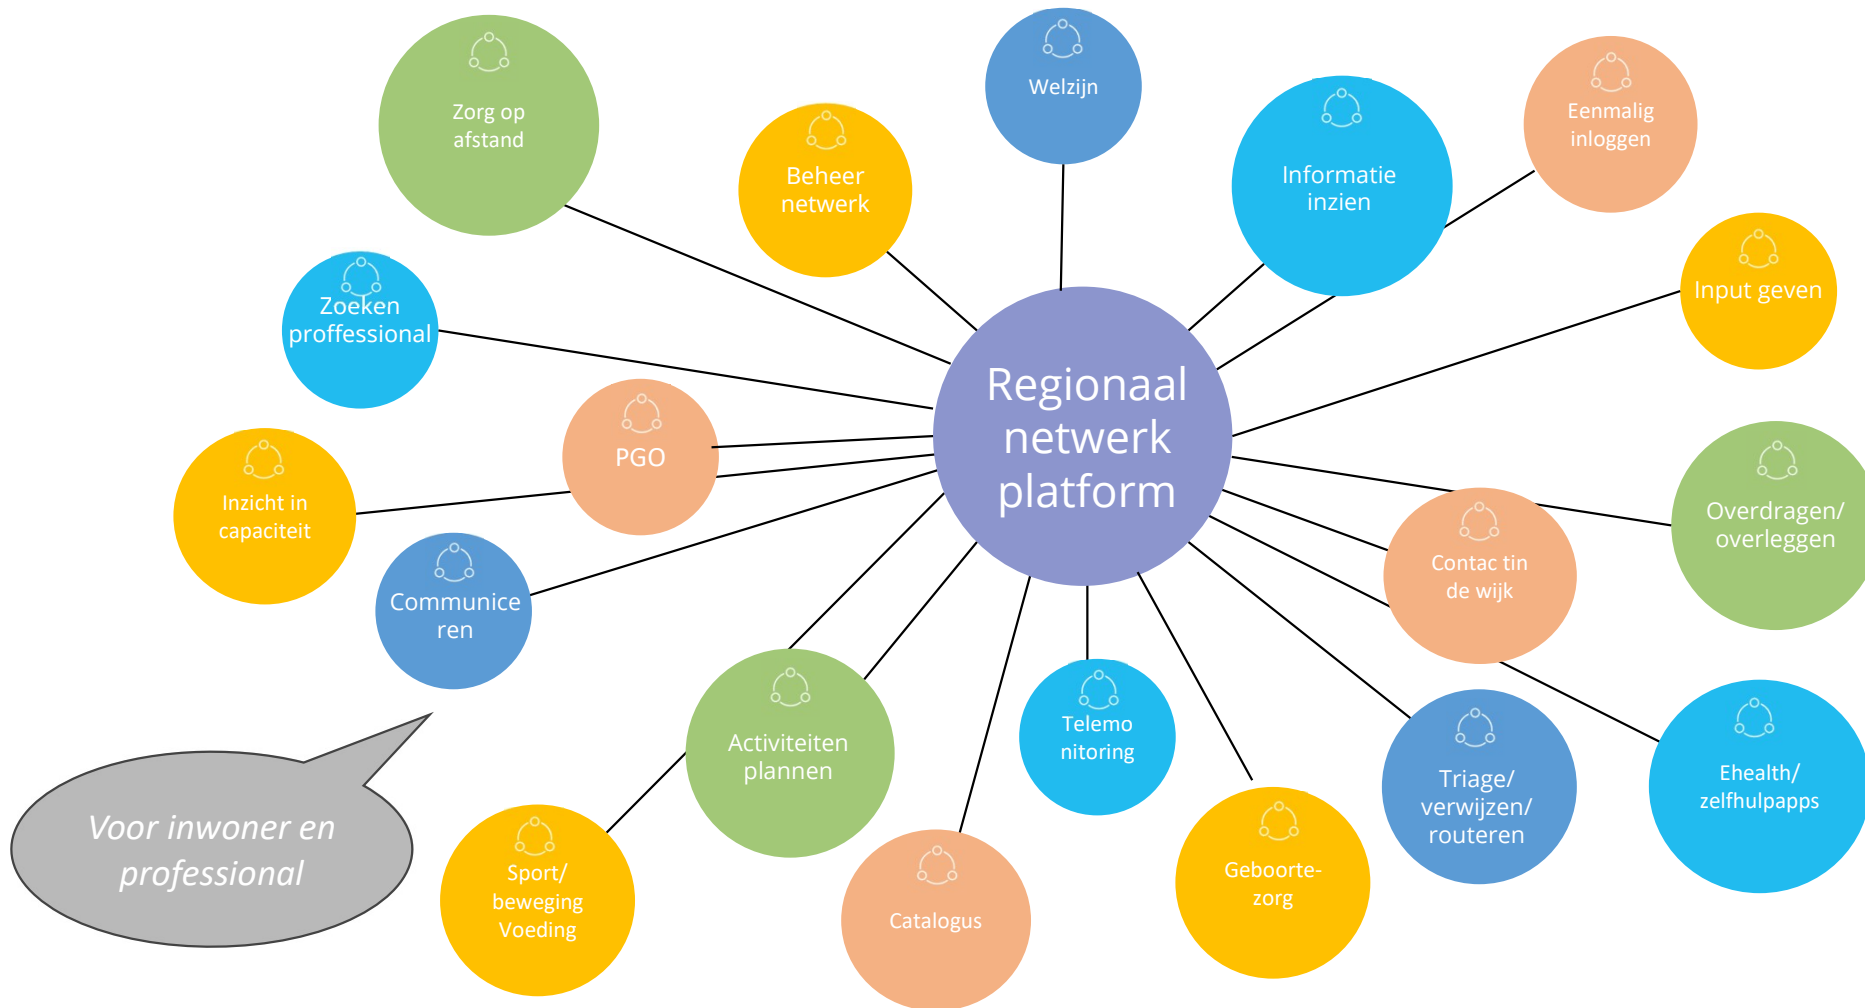 Welzijn
Zorg op
afstand
Eenmalig
inloggen
Beheer
netwerk
Informatie
inzien
Input geven
Zoeken
proffessional
Regionaal
netwerk
platform
PGO
Inzicht in
capaciteit
Overdragen/
overleggen
Contac tin
de wijk
Communice
ren
Activiteiten
plannen
Telemo
nitoring
Triage/
verwijzen/
routeren
Ehealth/
zelfhulpapps
Voor inwoner en
professional
Sport/
beweging
Voeding
Catalogus
Geboorte-
zorg